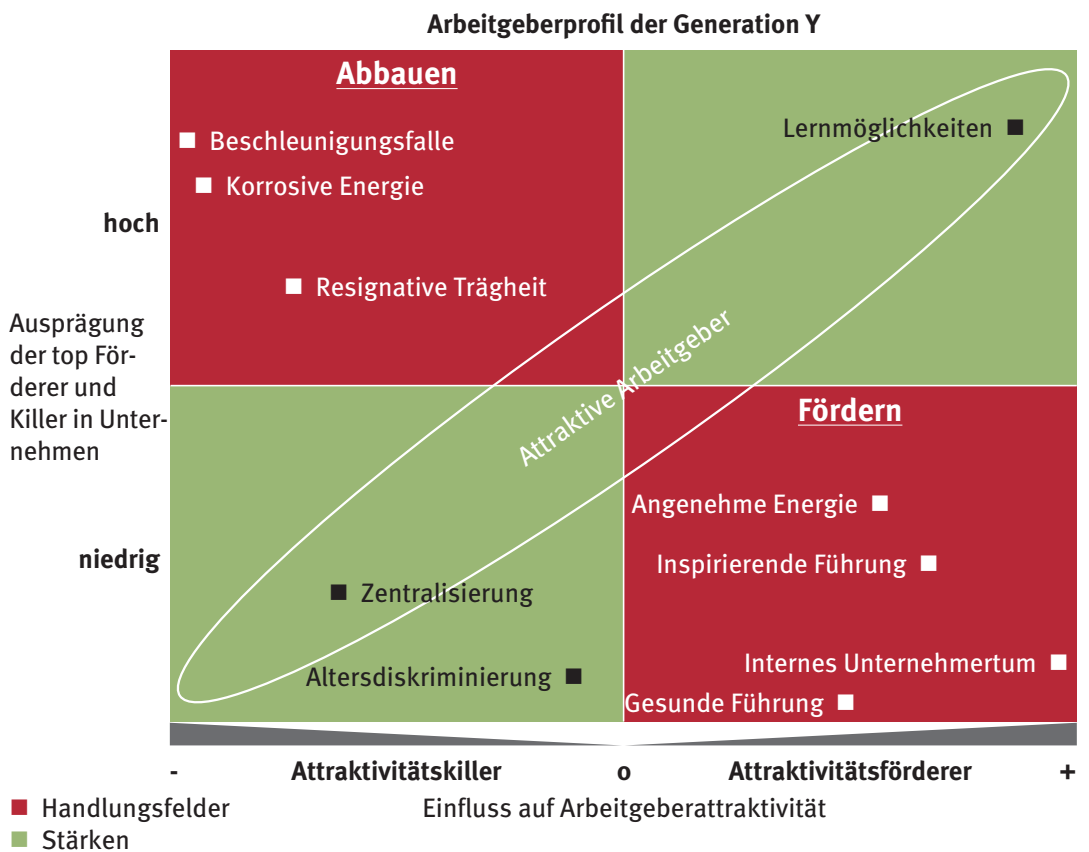 Arbeitgeberprofil der Generation Y
Abbauen
Beschleunigungsfalle
Lernmöglichkeiten
Korrosive Energie
hoch
Resignative Trägheit
Ausprägung
der top För-
derer und
Killer in Unter-
nehmen
Attraktive Arbeitgeber
Fördern
Angenehme Energie
niedrig
Inspirierende Führung
Zentralisierung
Internes Unternehmertum
Altersdiskriminierung
Gesunde Führung
- Attraktivitätskiller o Attraktivitätsförderer +
Handlungsfelder
Einfluss auf Arbeitgeberattraktivität
Stärken